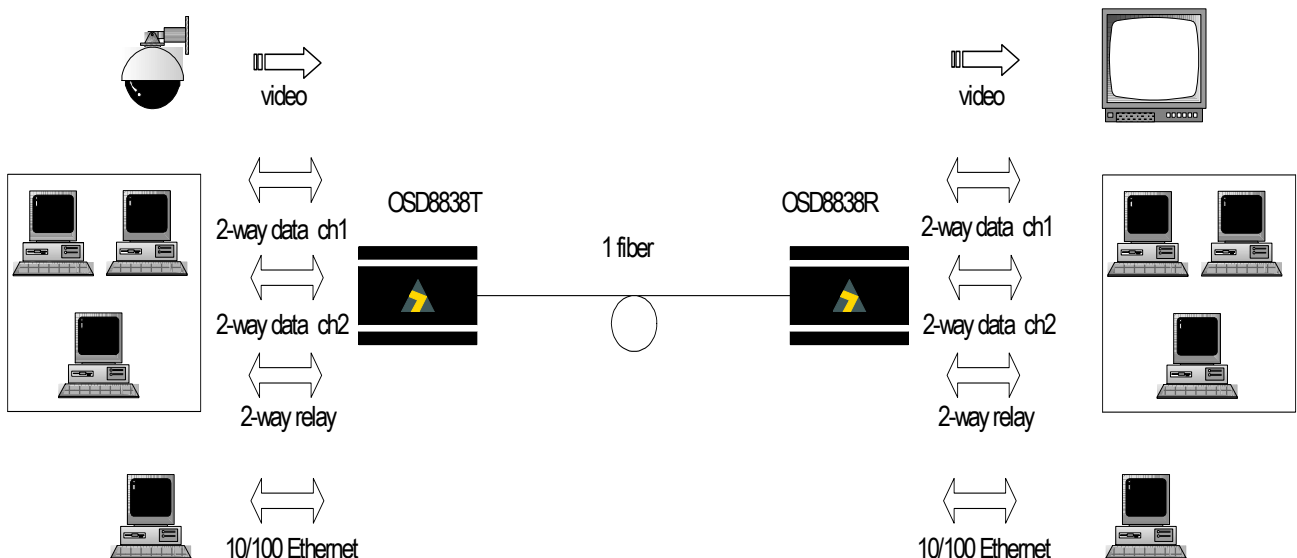 video
video
OSD8838T
OSD8838R
2-way data ch1
2-way data ch1
1 fiber
2-way data ch2
2-way data ch2
2-way relay
2-way relay
10/100 Ethernet
10/100 Ethernet